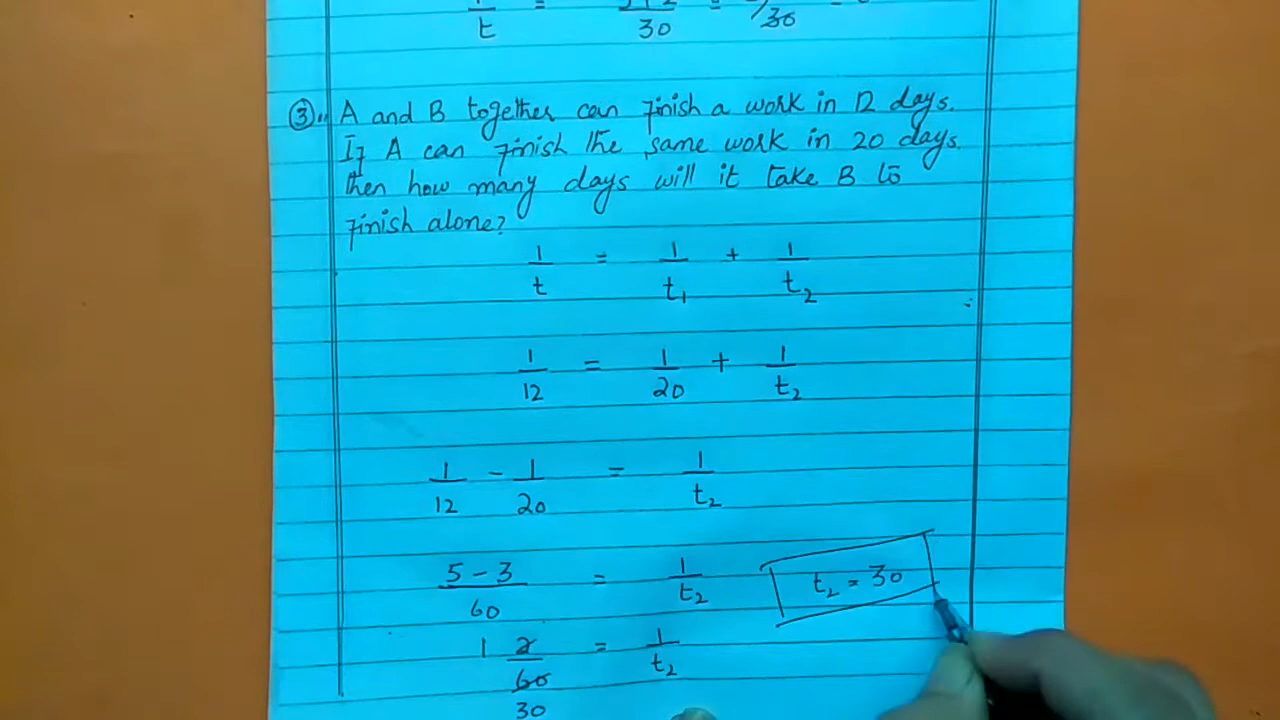 t 30 30
③.. A and B together can finish a work in 12 days.
If A can finish the same work in 20 days.
then how many days will it take B to
finish alone?
1/t = 1/t₁ + 1/t₂
1/12 = 1/20 + 1/t₂
1/12 - 1/20 = 1/t₂
5-3/60 = 1/t₂
t₂ = 30
1 2/60 = 1/t₂
30